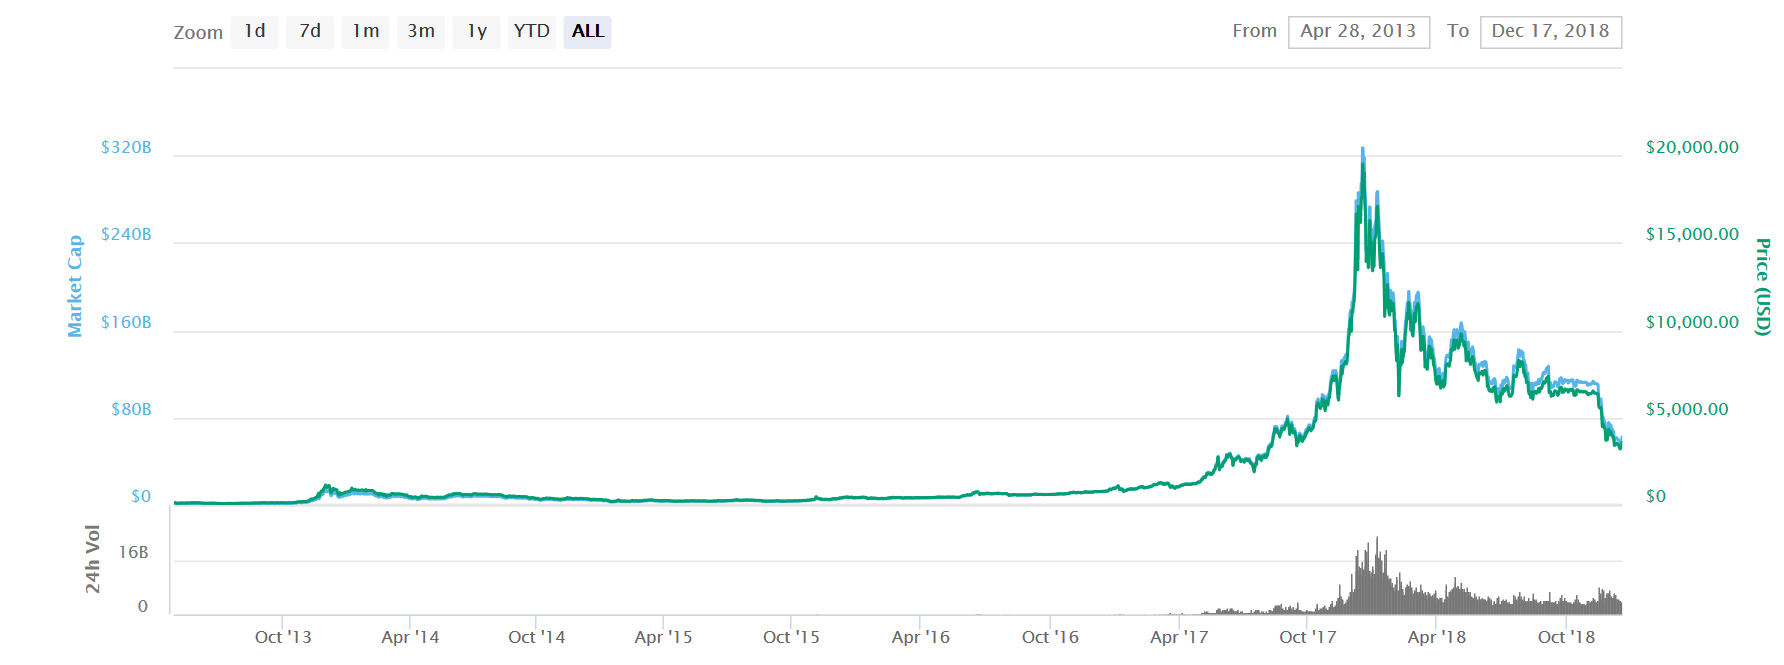 Zoom 1d 7d 1m 3m 1y YTD ALL From Apr 28, 2013 To Dec 17, 2018
$320B $20,000.00
$240B $15,000.00
Market Cap
Price (USD)
$160B $10,000.00
$80B $5,000.00
$0 $0
24h Vol
16B
0
Oct '13 Apr '14 Oct '14 Apr '15 Oct '15 Apr '16 Oct '16 Apr '17 Oct '17 Apr '18 Oct '18